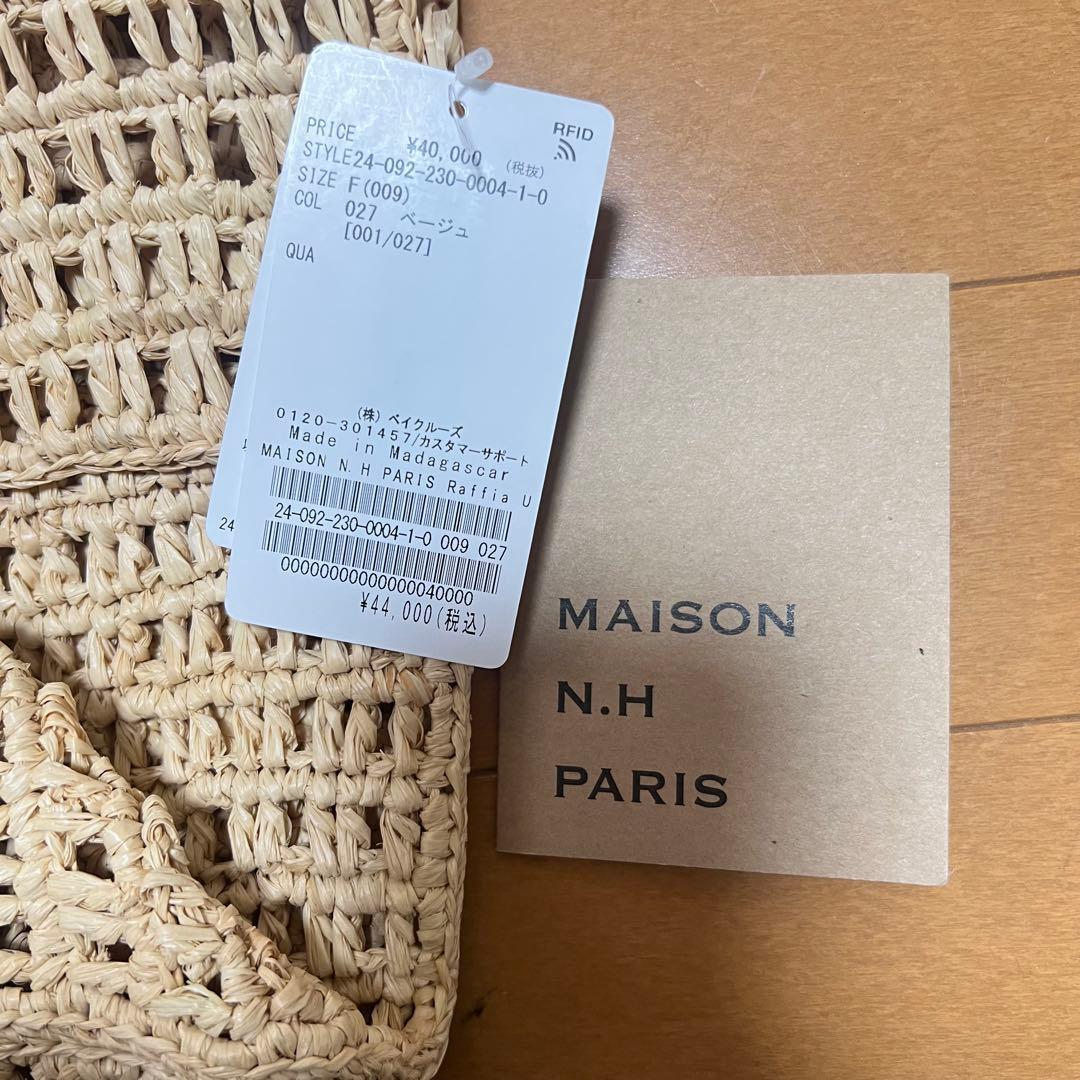 RFID
PRICE ¥40,000 (税抜)
STYLE24-092-230-0004-1-0
SIZE F(009)
COL 027 ベージュ
[001/027]
QUA
(株)ベイクルーズ
0120-301457/カスタマーサポート
Made in Madagascar
MAISON N.H PARIS Raffia U
24-092-230-0004-1-0 009 027
00000000000000040000
¥44,000(税込)
24
MAISON
N.H
PARIS